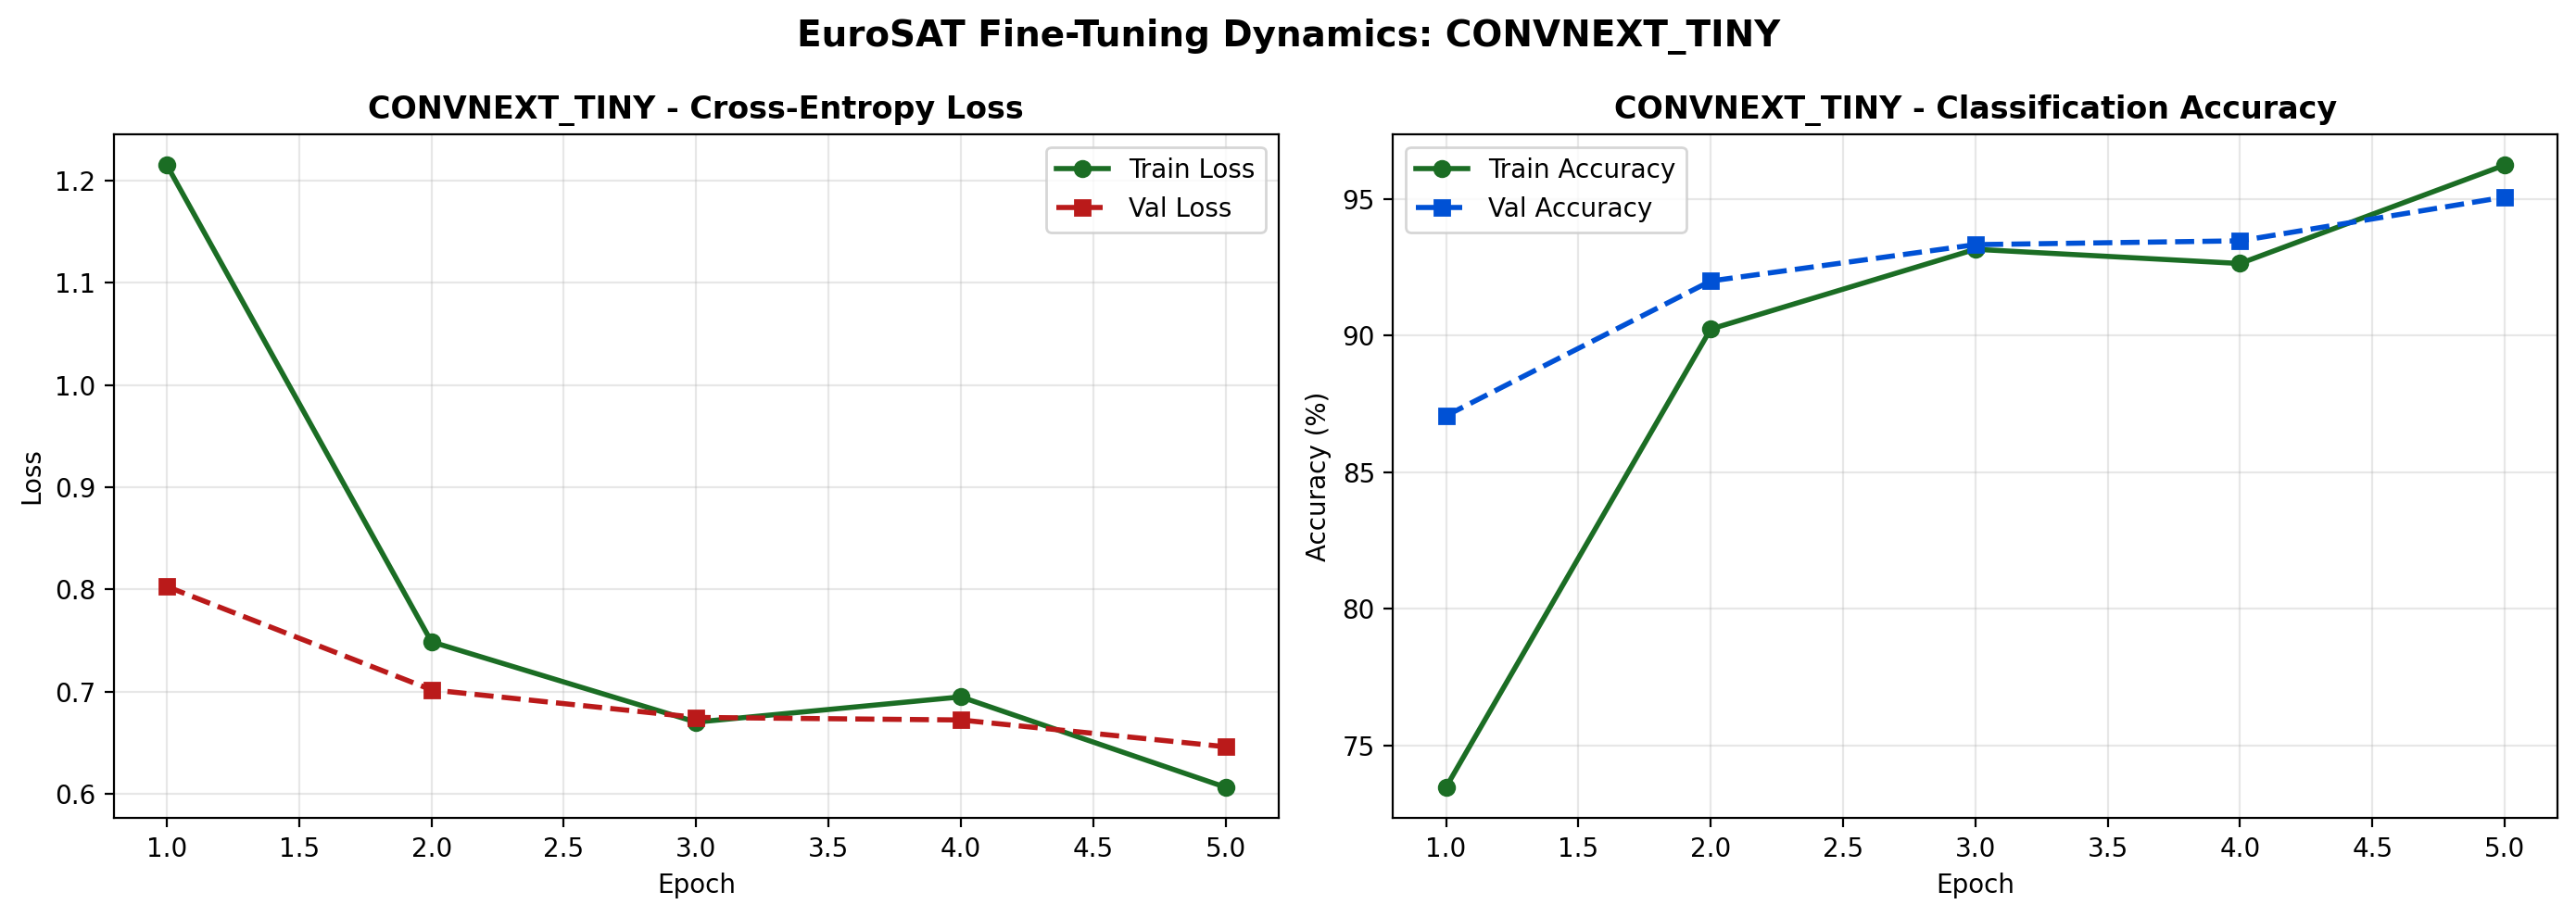 EuroSAT Fine-Tuning Dynamics: CONVNEXT_TINY
CONVNEXT_TINY - Cross-Entropy Loss
Train Loss
Val Loss
1.2
1.1
1.0
0.9
0.8
0.7
0.6
Loss
1.0 1.5 2.0 2.5 3.0 3.5 4.0 4.5 5.0
Epoch
CONVNEXT_TINY - Classification Accuracy
Train Accuracy
Val Accuracy
95
90
85
80
75
Accuracy (%)
1.0 1.5 2.0 2.5 3.0 3.5 4.0 4.5 5.0
Epoch